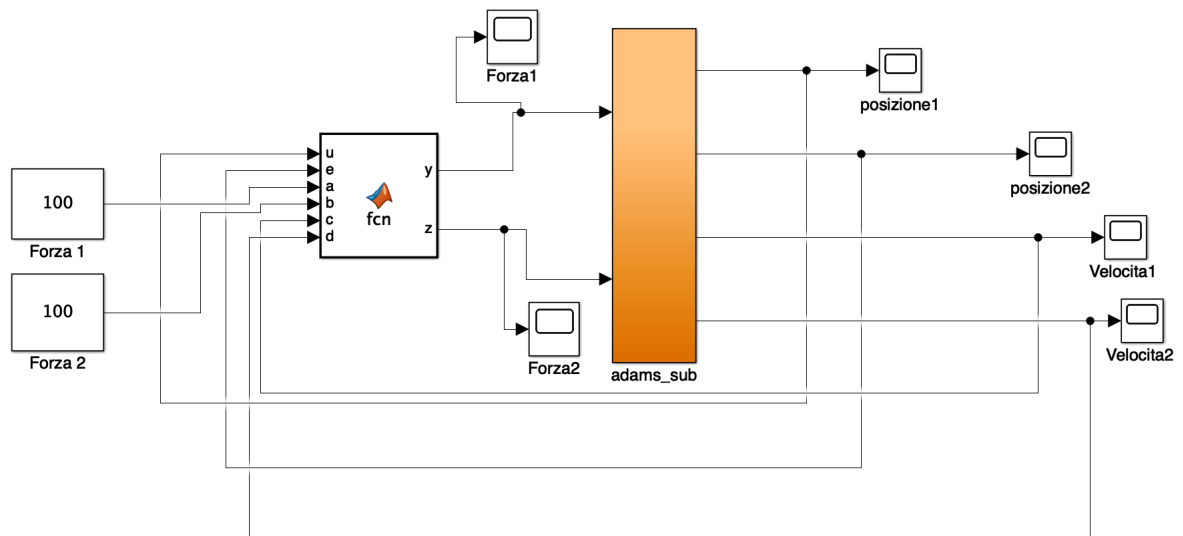 Forza1
posizione1
posizione2
u
e
a
b
c
d
fcn
y
z
100
Forza 1
100
Forza 2
Velocita1
Velocita2
Forza2
adams_sub